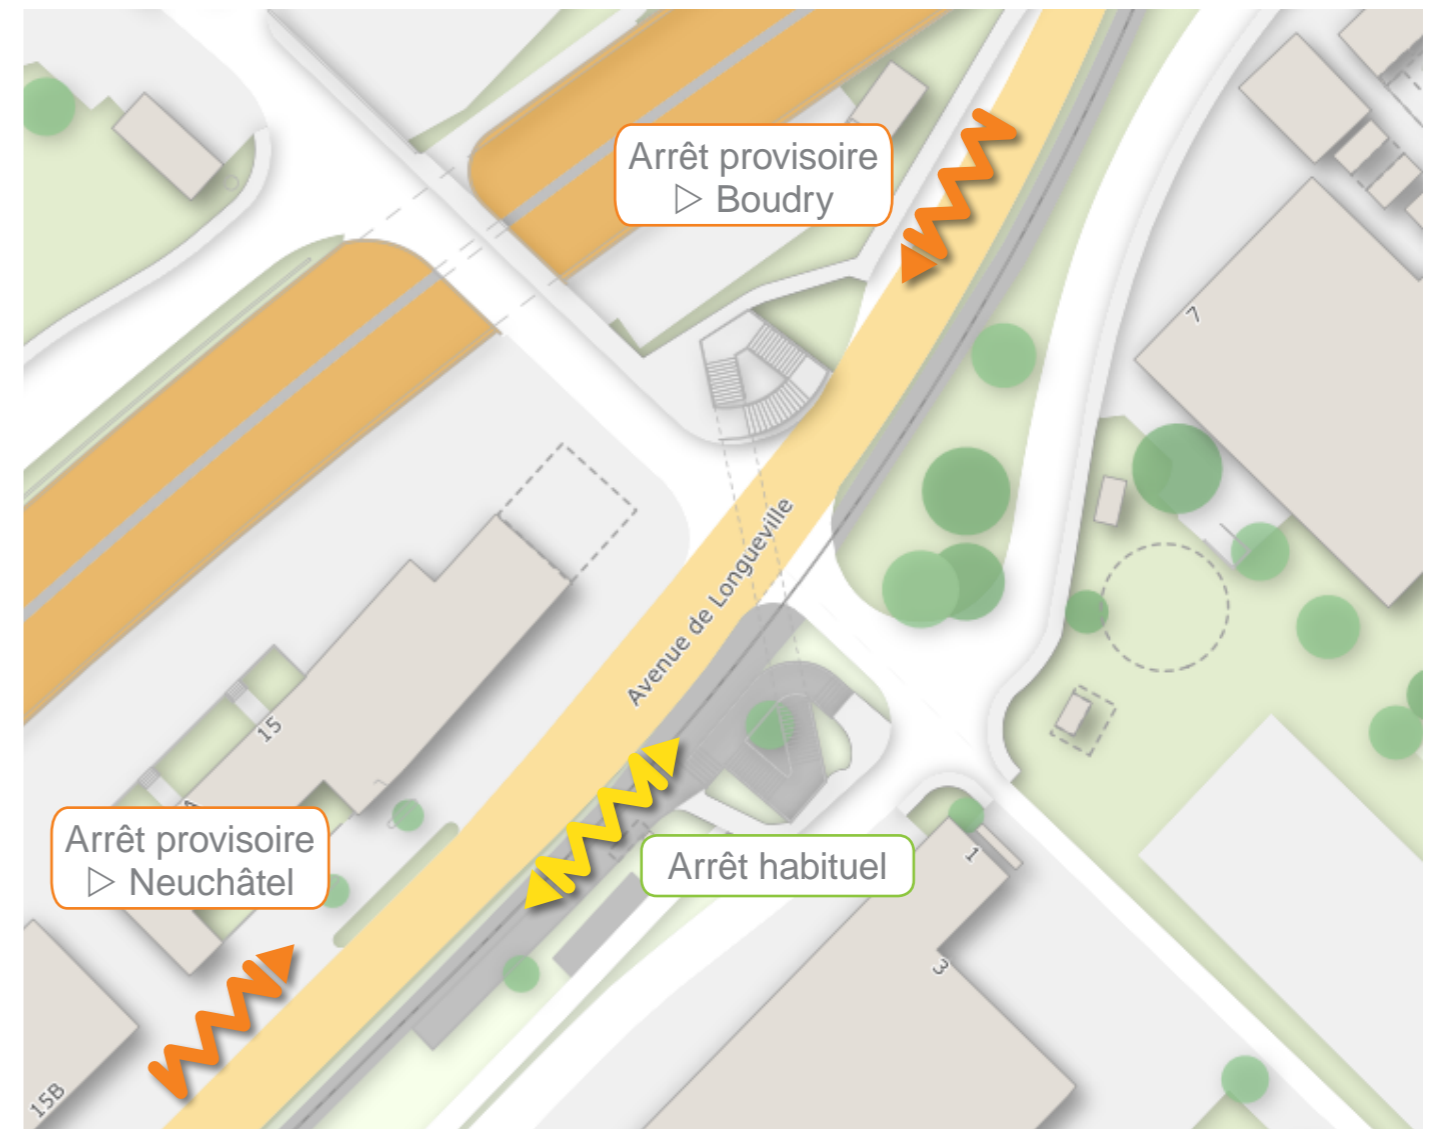 Arrêt provisoire
▷ Boudry
7
Avenue de Longueville
15
Arrêt provisoire
▷ Neuchâtel
Arrêt habituel
1
3
15B